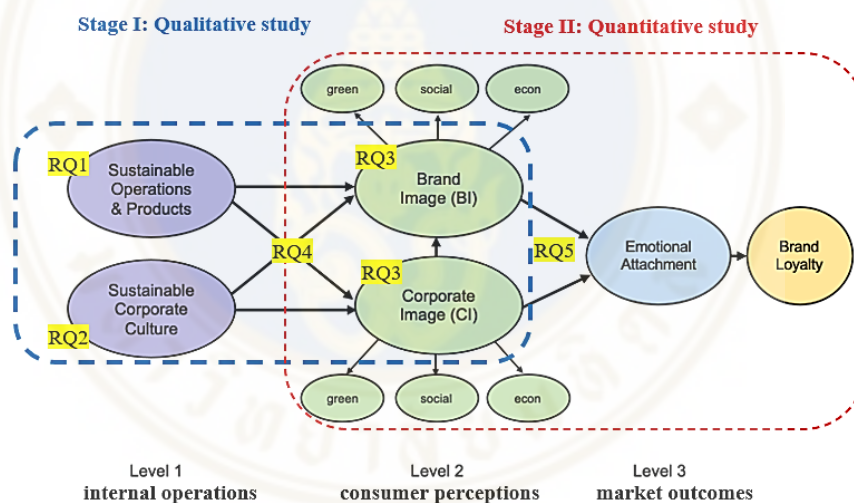 Stage I: Qualitative study
Stage II: Quantitative study
green
social
econ
RQ1
Sustainable
Operations
& Products
RQ3
Brand
Image (BI)
RQ4
RQ5
Emotional
Attachment
Brand
Loyalty
RQ2
Sustainable
Corporate
Culture
RQ3
Corporate
Image (CI)
green
social
econ
Level 1
internal operations
Level 2
consumer perceptions
Level 3
market outcomes